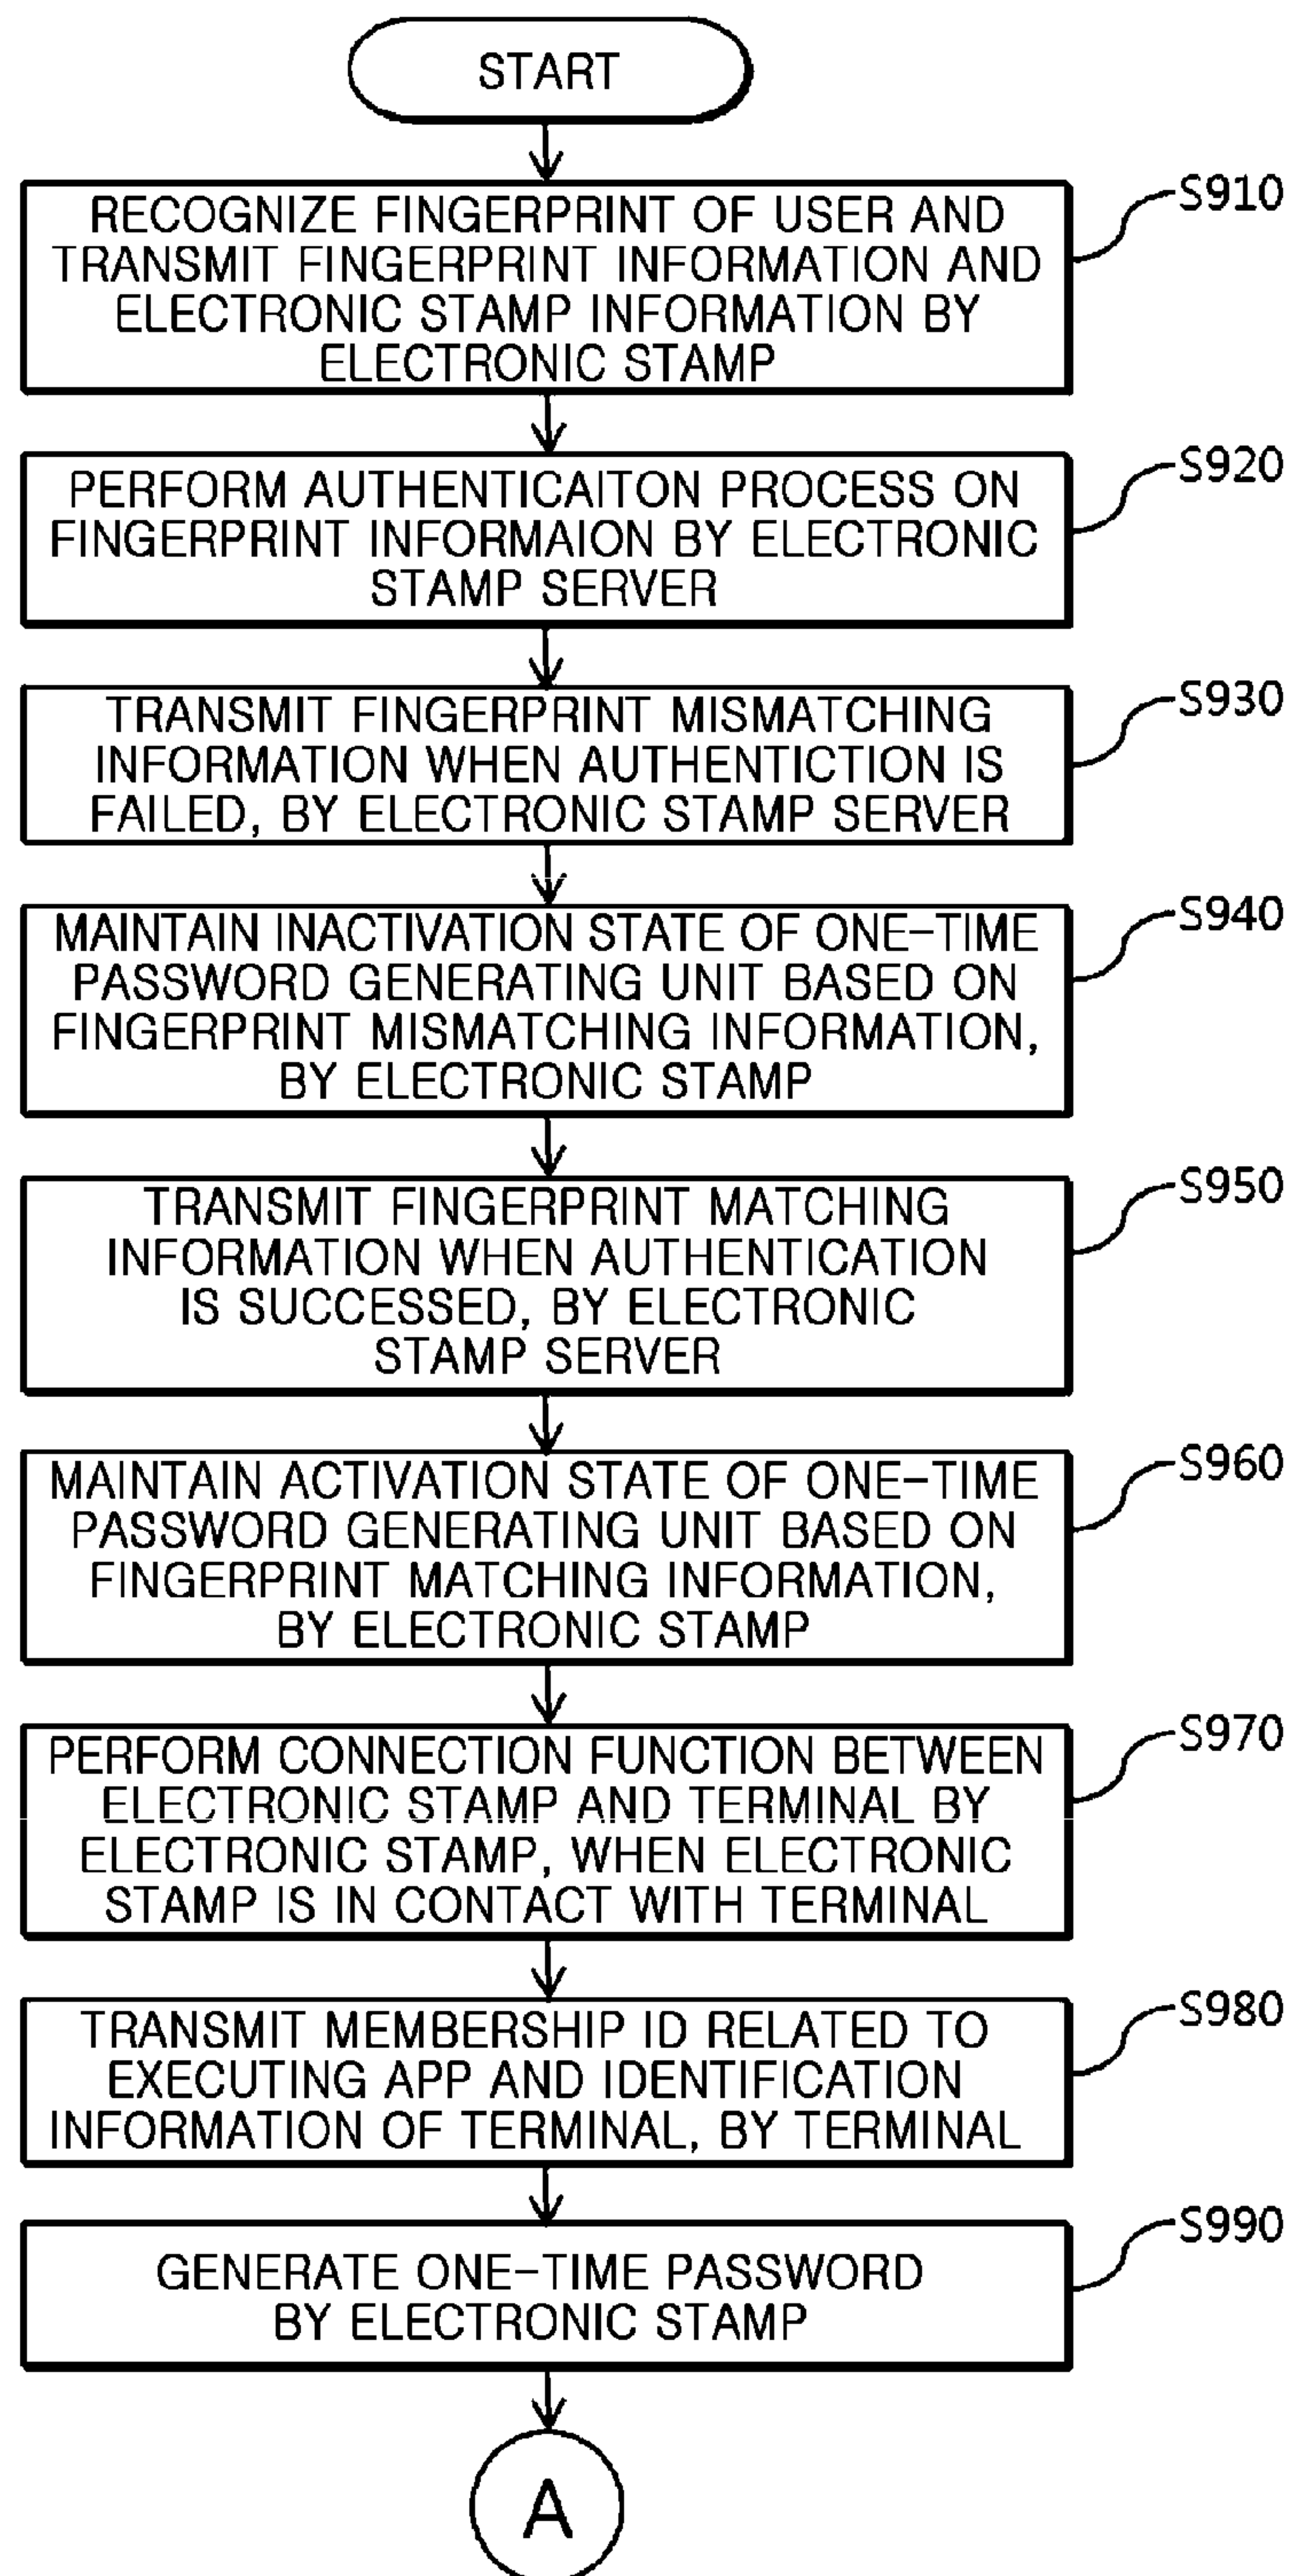 START
RECOGNIZE FINGERPRINT OF USER AND
TRANSMIT FINGERPRINT INFORMATION AND
ELECTRONIC STAMP INFORMATION BY
ELECTRONIC STAMP
S910
PERFORM AUTHENTICAITON PROCESS ON
FINGERPRINT INFORMAION BY ELECTRONIC
STAMP SERVER
S920
TRANSMIT FINGERPRINT MISMATCHING
INFORMATION WHEN AUTHENTICTION IS
FAILED, BY ELECTRONIC STAMP SERVER
S930
MAINTAIN INACTIVATION STATE OF ONE-TIME
PASSWORD GENERATING UNIT BASED ON
FINGERPRINT MISMATCHING INFORMATION,
BY ELECTRONIC STAMP
S940
TRANSMIT FINGERPRINT MATCHING
INFORMATION WHEN AUTHENTICATION
IS SUCCESSED, BY ELECTRONIC
STAMP SERVER
S950
MAINTAIN ACTIVATION STATE OF ONE-TIME
PASSWORD GENERATING UNIT BASED ON
FINGERPRINT MATCHING INFORMATION,
BY ELECTRONIC STAMP
S960
PERFORM CONNECTION FUNCTION BETWEEN
ELECTRONIC STAMP AND TERMINAL BY
ELECTRONIC STAMP, WHEN ELECTRONIC
STAMP IS IN CONTACT WITH TERMINAL
S970
TRANSMIT MEMBERSHIP ID RELATED TO
EXECUTING APP AND IDENTIFICATION
INFORMATION OF TERMINAL, BY TERMINAL
S980
GENERATE ONE-TIME PASSWORD
BY ELECTRONIC STAMP
S990
A